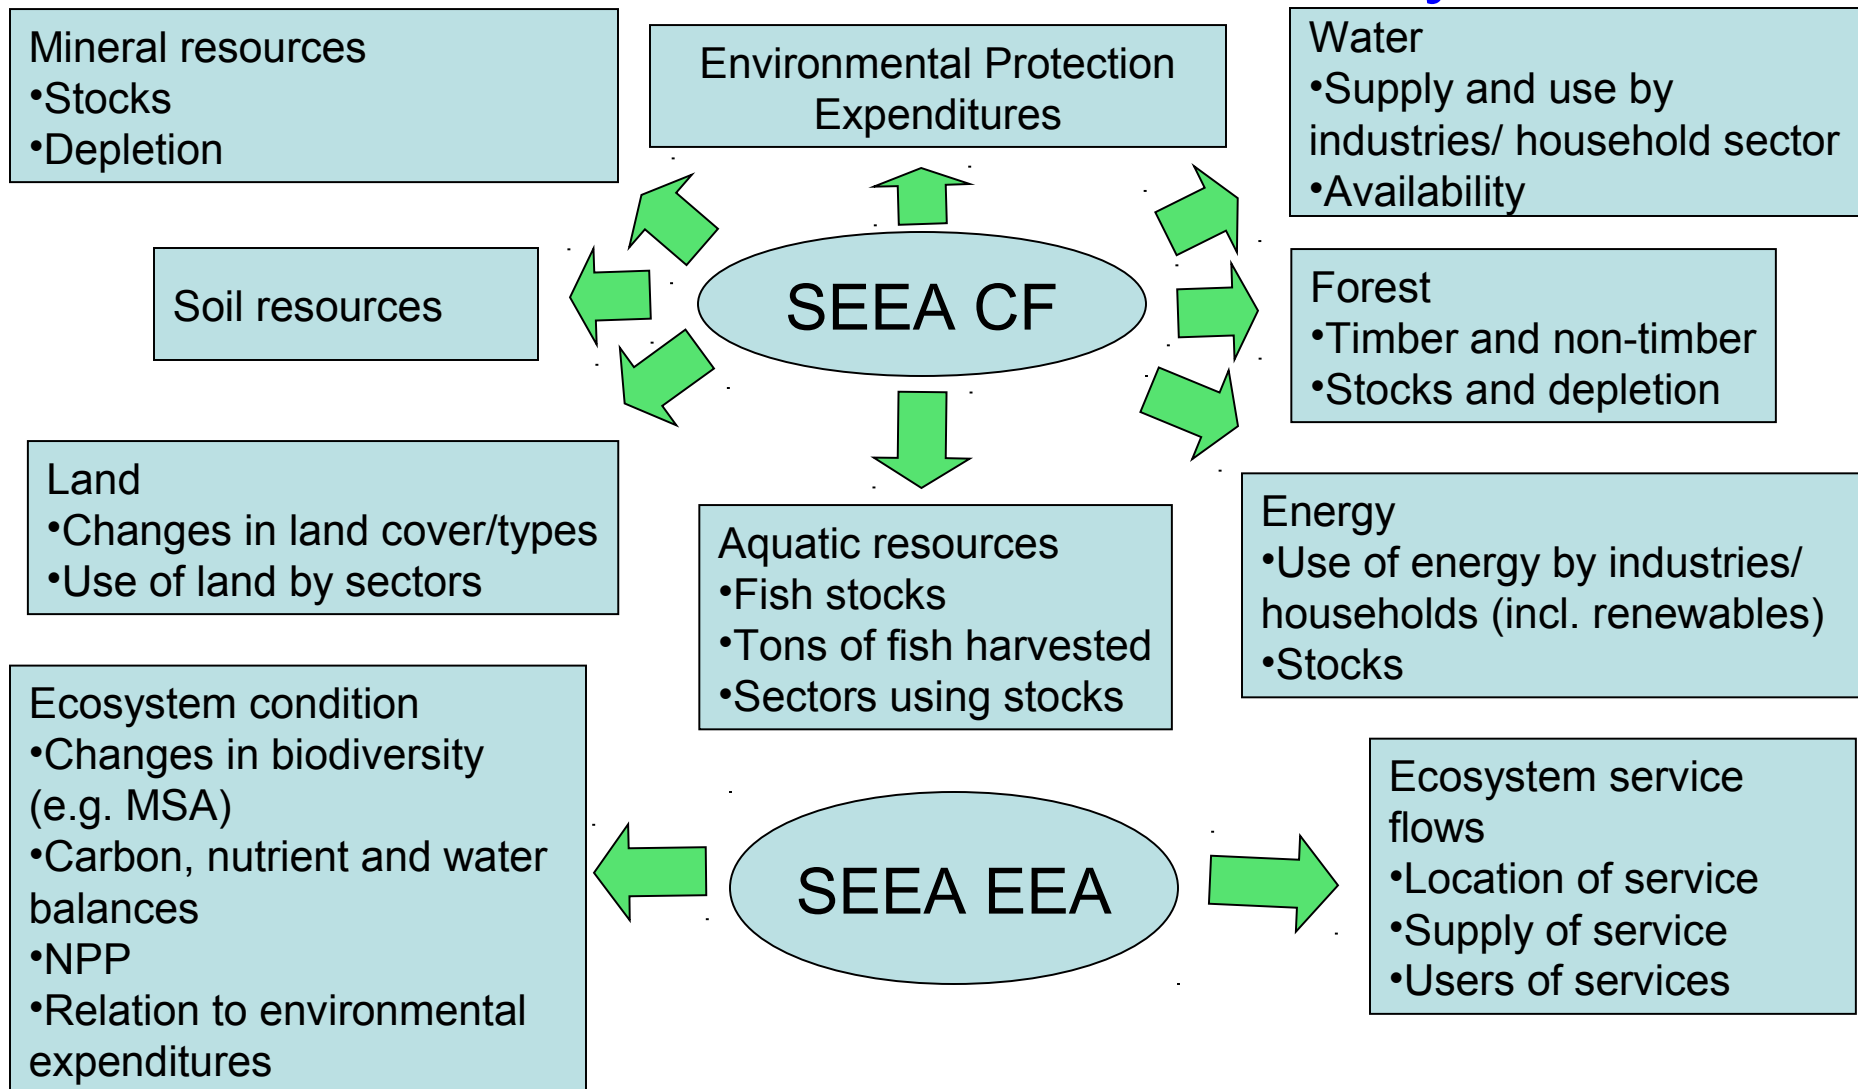 Mineral resources
•Stocks
•Depletion
Environmental Protection
Expenditures
Water
•Supply and use by
industries/ household sector
•Availability
Soil resources
SEEA CF
Forest
•Timber and non-timber
•Stocks and depletion
Land
•Changes in land cover/types
•Use of land by sectors
Aquatic resources
•Fish stocks
•Tons of fish harvested
•Sectors using stocks
Energy
•Use of energy by industries/
households (incl. renewables)
•Stocks
Ecosystem condition
•Changes in biodiversity
(e.g. MSA)
•Carbon, nutrient and water
balances
•NPP
•Relation to environmental
expenditures
SEEA EEA
Ecosystem service
flows
•Location of service
•Supply of service
•Users of services